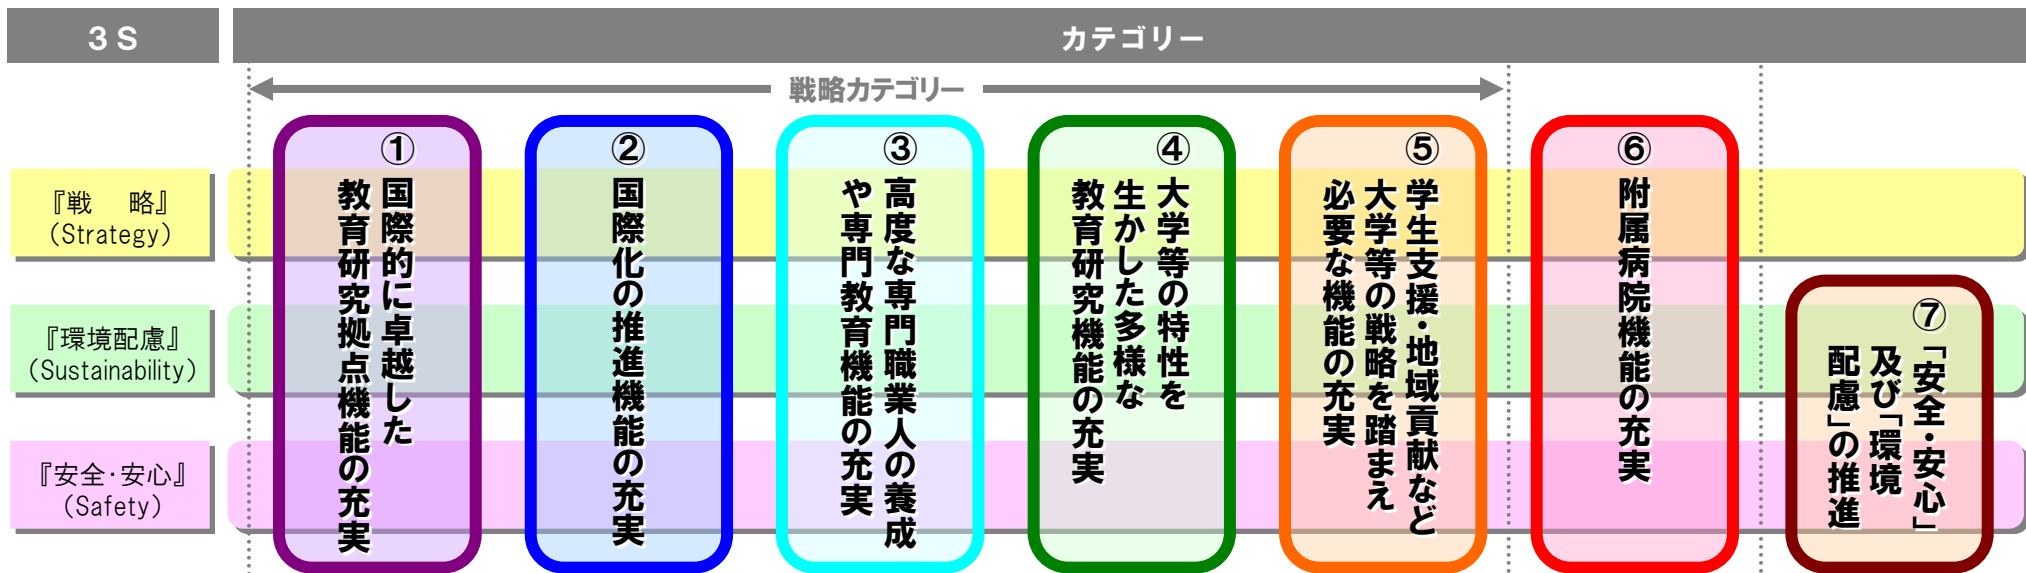 ３Ｓ
カテゴリー
戦略カテゴリー
『戦　略』
（Strategy）
『環境配慮』
（Sustainability）
『安全・安心』
（Safety）
①
国際的に卓越した
教育研究拠点機能の充実
②
国際化の推進機能の充実
③
高度な専門職業人の養成
や専門教育機能の充実
④
大学等の特性を
生かした多様な
教育研究機能の充実
⑤
学生支援・地域貢献など
大学等の戦略を踏まえ
必要な機能の充実
⑥
附属病院機能の充実
⑦
「安全・安心」
及び「環境
配慮」の推進